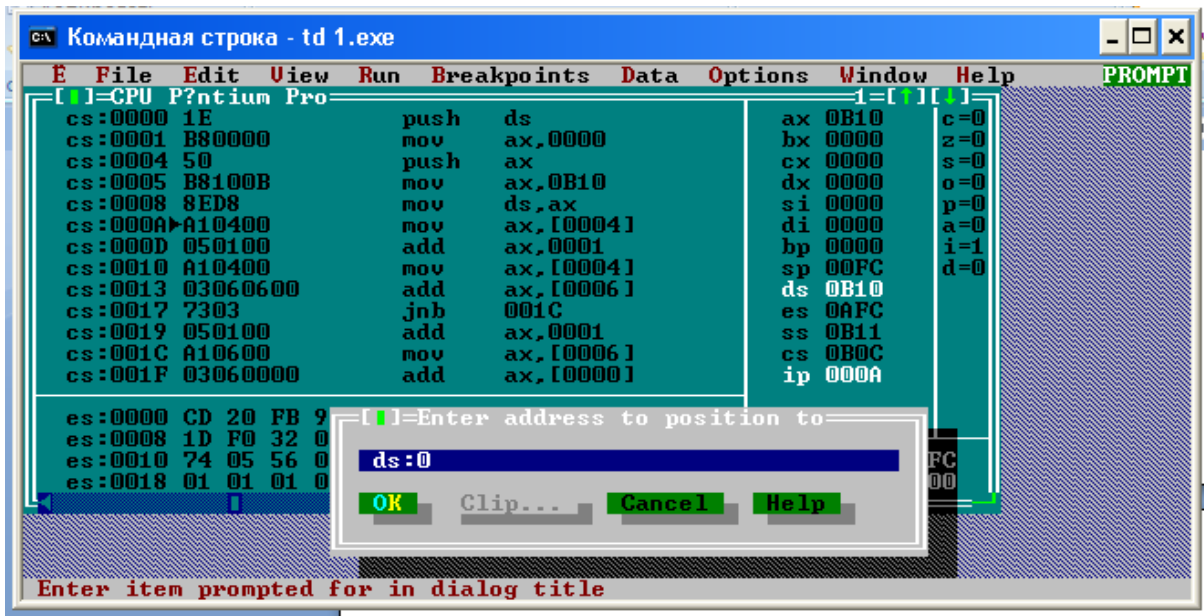 Командная строка - td 1.exe
Ё File Edit View Run Breakpoints Data Options Window Help PROMPT
[▮]=CPU P?ntium Pro 1=[↑][↓]
cs:0000 1E push ds ax 0B10 c=0
cs:0001 B80000 mov ax,0000 bx 0000 z=0
cs:0004 50 push ax cx 0000 s=0
cs:0005 B8100B mov ax,0B10 dx 0000 o=0
cs:0008 8ED8 mov ds,ax si 0000 p=0
cs:000A►A10400 mov ax,[0004] di 0000 a=0
cs:000D 050100 add ax,0001 bp 0000 i=1
cs:0010 A10400 mov ax,[0004] sp 00FC d=0
cs:0013 03060600 add ax,[0006] ds 0B10
cs:0017 7303 jnb 001C es 0AFC
cs:0019 050100 add ax,0001 ss 0B11
cs:001C A10600 mov ax,[0006] cs 0B0C
cs:001F 03060000 add ax,[0000] ip 000A
es:0000 CD 20 FB 9
es:0008 1D F0 32 0
es:0010 74 05 56 0 FC
es:0018 01 01 01 0 00
[▮]=Enter address to position to
ds:0
OK Clip... Cancel Help
Enter item prompted for in dialog title